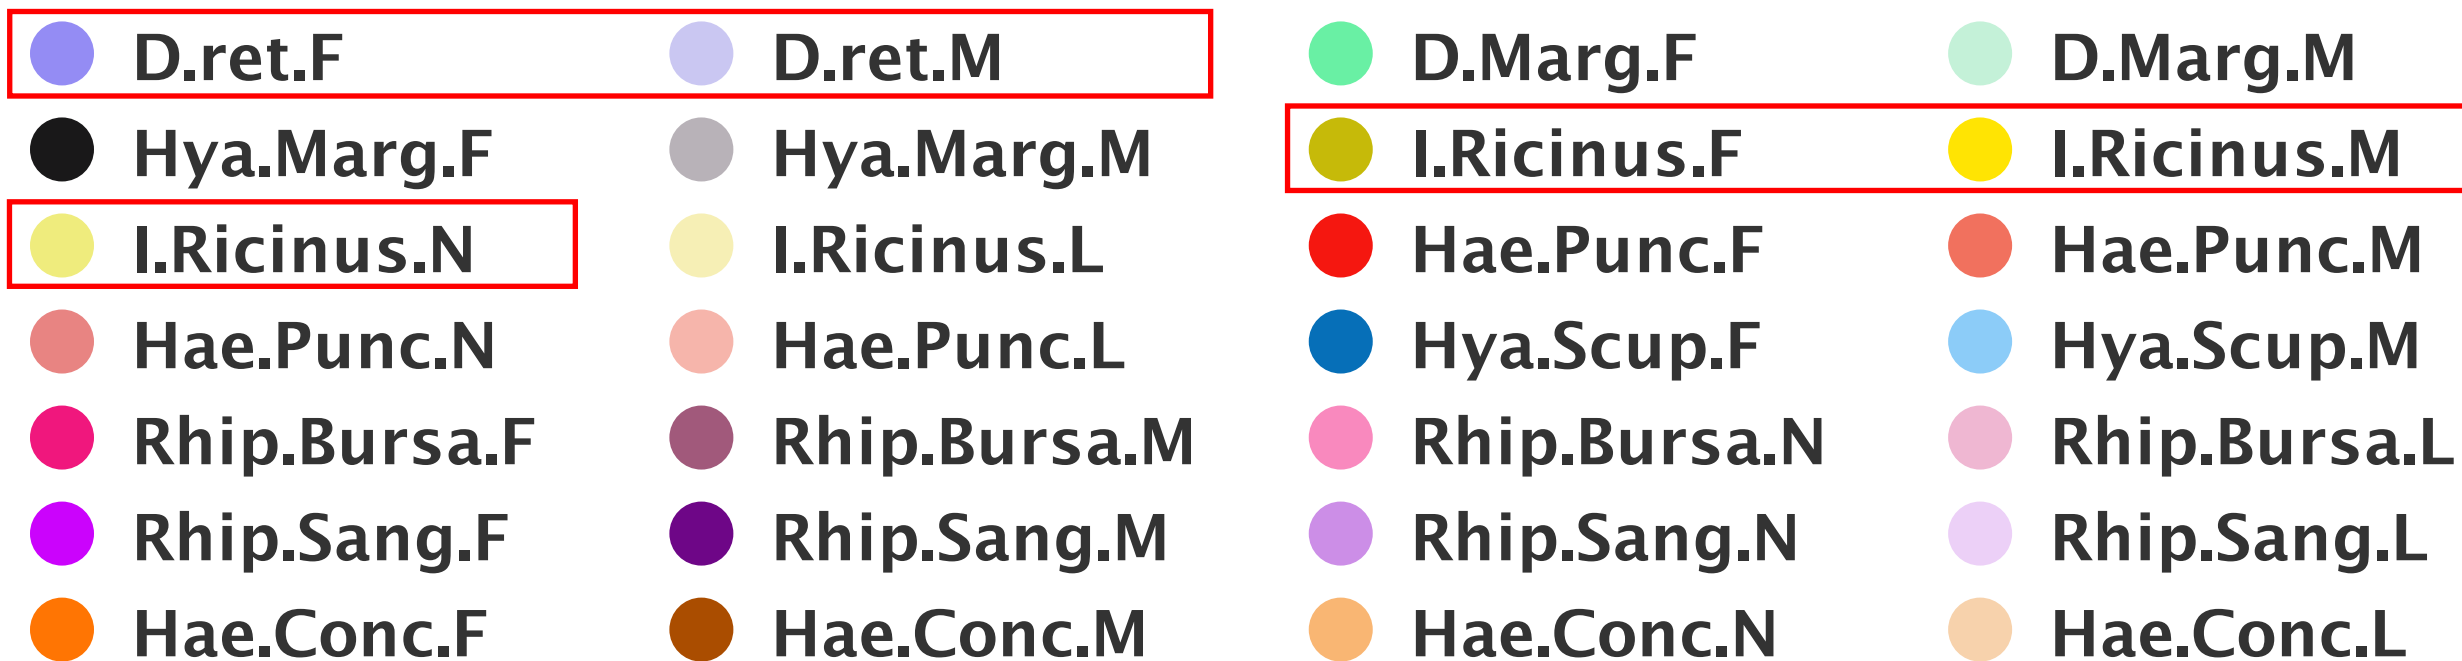 D.ret.F D.ret.M D.Marg.F D.Marg.M
Hya.Marg.F Hya.Marg.M I.Ricinus.F I.Ricinus.M
I.Ricinus.N I.Ricinus.L Hae.Punc.F Hae.Punc.M
Hae.Punc.N Hae.Punc.L Hya.Scup.F Hya.Scup.M
Rhip.Bursa.F Rhip.Bursa.M Rhip.Bursa.N Rhip.Bursa.L
Rhip.Sang.F Rhip.Sang.M Rhip.Sang.N Rhip.Sang.L
Hae.Conc.F Hae.Conc.M Hae.Conc.N Hae.Conc.L